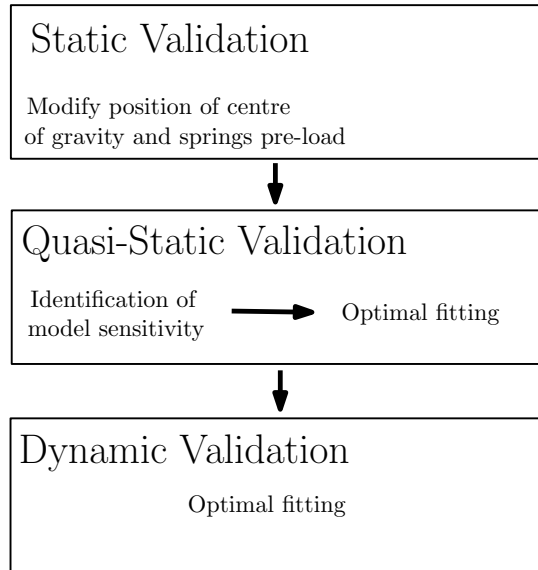 Static Validation
Modify position of centre
of gravity and springs pre-load
Quasi-Static Validation
Identification of
model sensitivity
Optimal fitting
Dynamic Validation
Optimal fitting